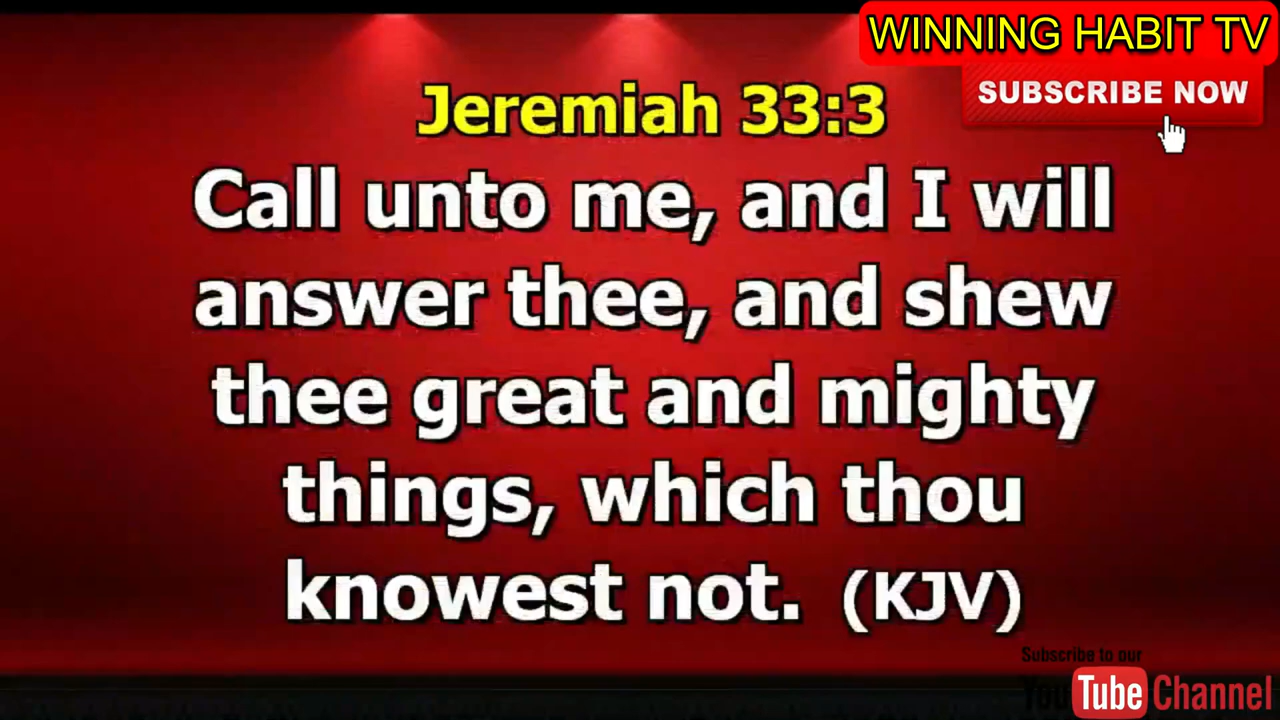 WINNING HABIT TV
SUBSCRIBE NOW
Jeremiah 33:3
Call unto me, and I will
answer thee, and shew
thee great and mighty
things, which thou
knowest not. (KJV)
Subscribe to our
YouTube Channel